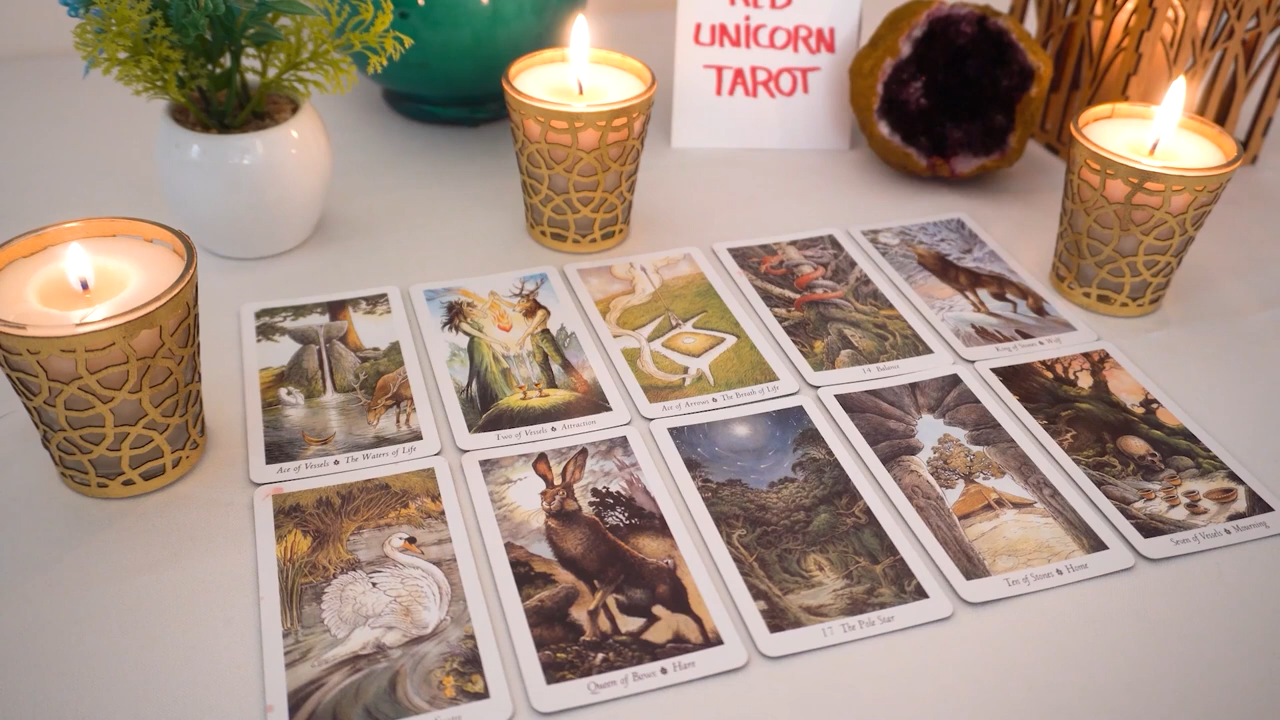 RED
UNiCORN
TAROT
Ace of Vessels The Waters of Life
Two of Vessels Attraction
Ace of Arrows The Breath of Life
14 Balance
King of Stones Wolf
Queen of Bows Hare
17 The Pole Star
Ten of Stones Home
Seven of Vessels Mourning